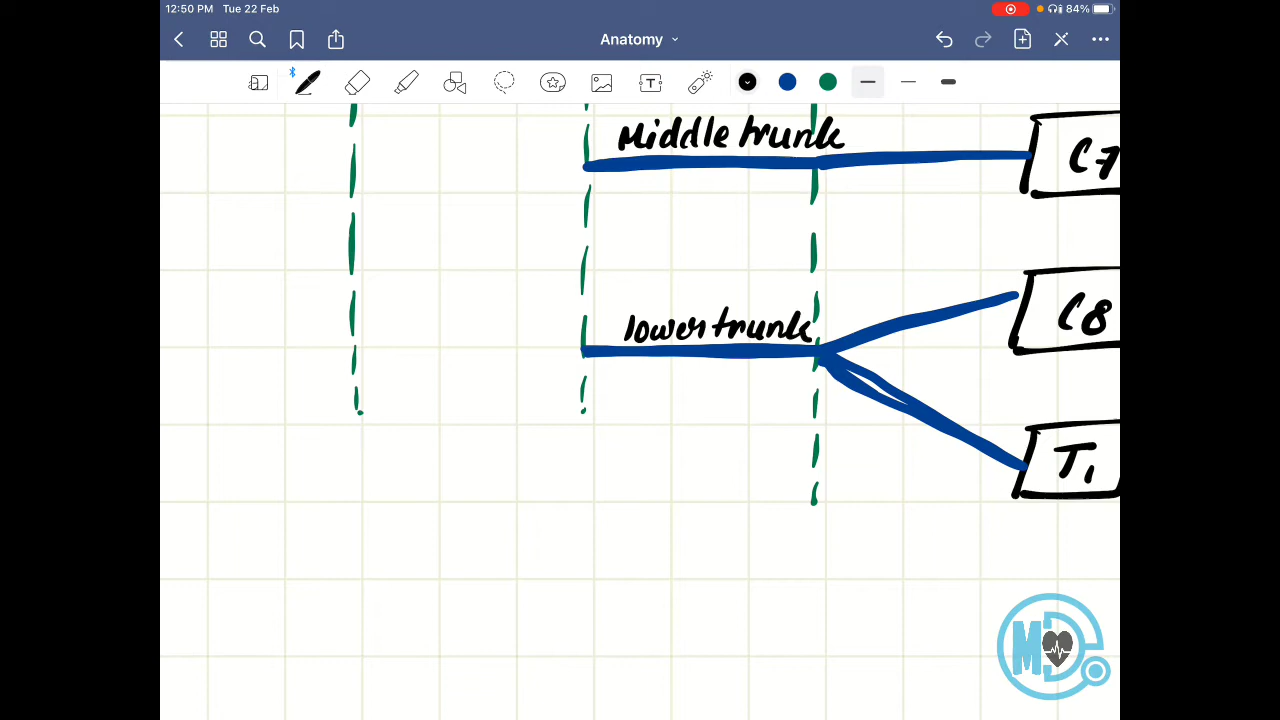 12:50 PM Tue 22 Feb 84%
Anatomy
T
Middle trunk
C7
lower trunk
C8
T1
M